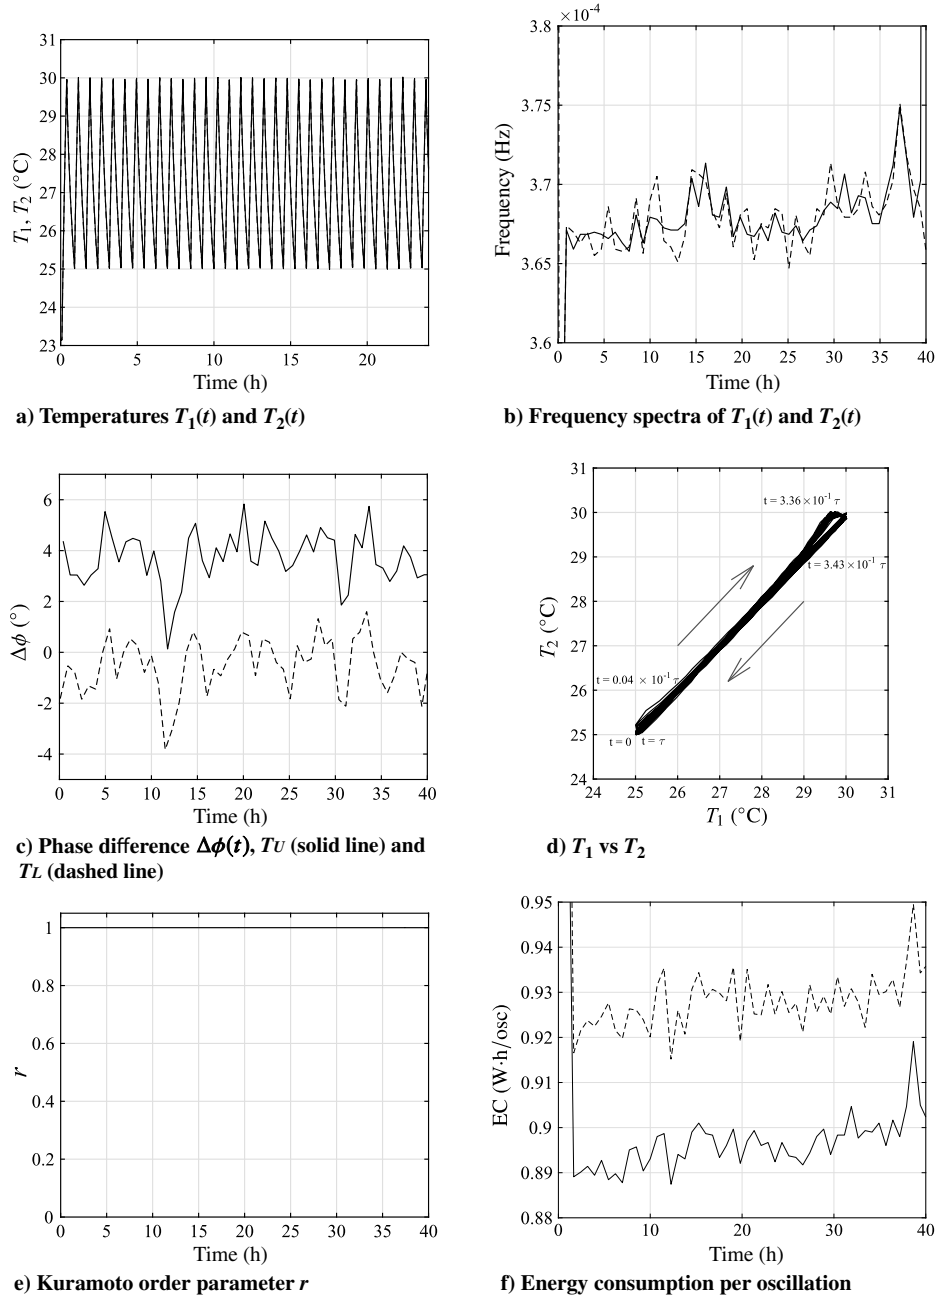 31
30
29
28
27
26
25
24
23
T1, T2 (°C)
0 5 10 15 20
Time (h)
a) Temperatures T1(t) and T2(t)
×10-4
3.8
3.75
3.7
3.65
3.6
Frequency (Hz)
0 5 10 15 20 25 30 35 40
Time (h)
b) Frequency spectra of T1(t) and T2(t)
6
4
2
0
-2
-4
Δϕ (°)
0 5 10 15 20 25 30 35 40
Time (h)
c) Phase difference Δϕ(t), TU (solid line) and
TL (dashed line)
31
30
29
28
27
26
25
24
T2 (°C)
t = 3.36 ×10-1 τ
t = 3.43 ×10-1 τ
t = 0.04 × 10-1 τ
t = 0 t = τ
24 25 26 27 28 29 30 31
T1 (°C)
d) T1 vs T2
1
0.8
0.6
0.4
0.2
0
r
0 5 10 15 20 25 30 35 40
Time (h)
e) Kuramoto order parameter r
0.95
0.94
0.93
0.92
0.91
0.9
0.89
0.88
EC (W·h/osc)
0 10 20 30 40
Time (h)
f) Energy consumption per oscillation